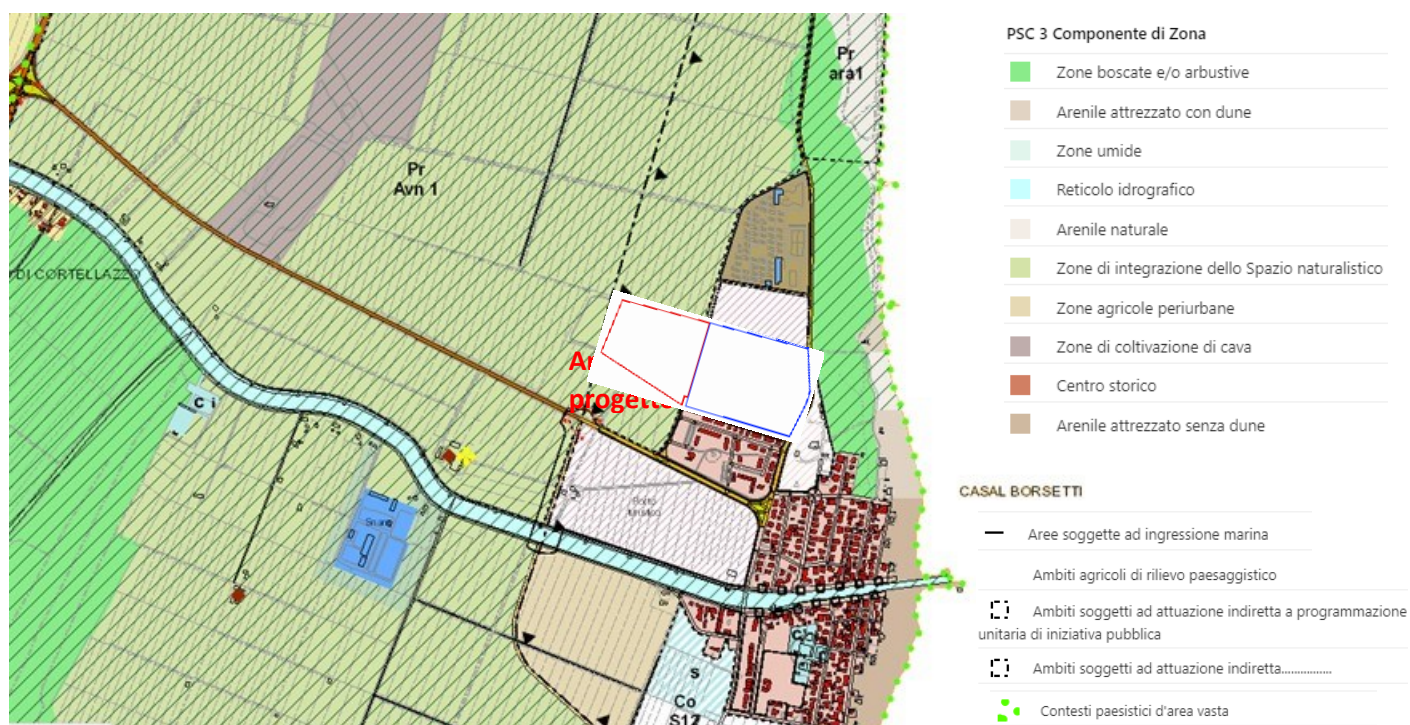 Pr
ara1
Pr
Avn 1
DI CORTELLAZZO
progetto
C i
Porto
turistico
Snam
S
Co
S17
PSC 3 Componente di Zona
Zone boscate e/o arbustive
Arenile attrezzato con dune
Zone umide
Reticolo idrografico
Arenile naturale
Zone di integrazione dello Spazio naturalistico
Zone agricole periurbane
Zone di coltivazione di cava
Centro storico
Arenile attrezzato senza dune
CASAL BORSETTI
Aree soggette ad ingressione marina
Ambiti agricoli di rilievo paesaggistico
Ambiti soggetti ad attuazione indiretta a programmazione
unitaria di iniziativa pubblica
Ambiti soggetti ad attuazione indiretta...............
Contesti paesistici d'area vasta